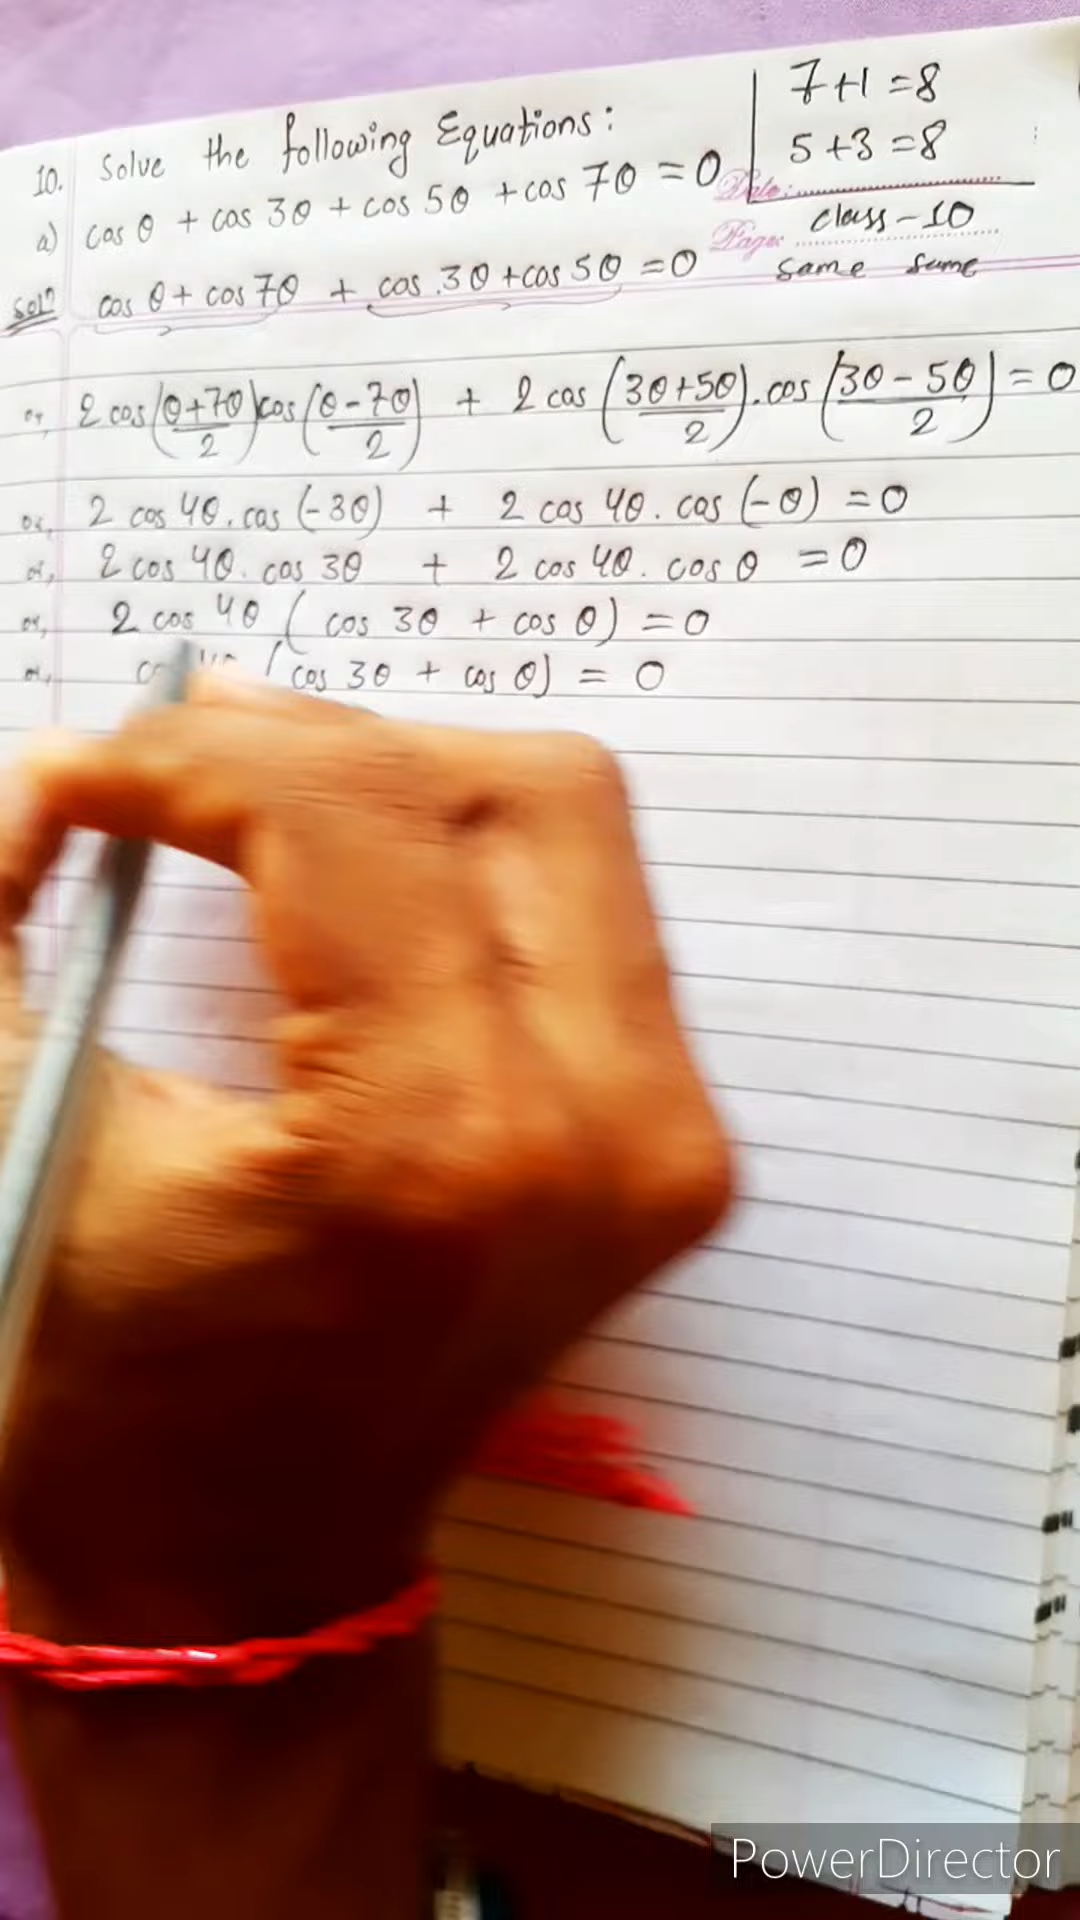 10. Solve the following Equations:
a) cos θ + cos 3θ + cos 5θ + cos 7θ = 0
7+1 = 8
5+3 = 8
Date:
Page:
class-10
same same
Solⁿ cos θ + cos 7θ + cos.3θ + cos 5θ = 0
or, 2 cos(θ+7θ/2)cos(θ-7θ/2) + 2 cos(3θ+5θ/2).cos(3θ-5θ/2) = 0
or, 2 cos 4θ.cos(-3θ) + 2 cos 4θ.cos(-θ) = 0
or, 2 cos 4θ.cos 3θ + 2 cos 4θ.cos θ = 0
or, 2 cos 4θ (cos 3θ + cos θ) = 0
or, (cos 3θ + cos θ) = 0
PowerDirector